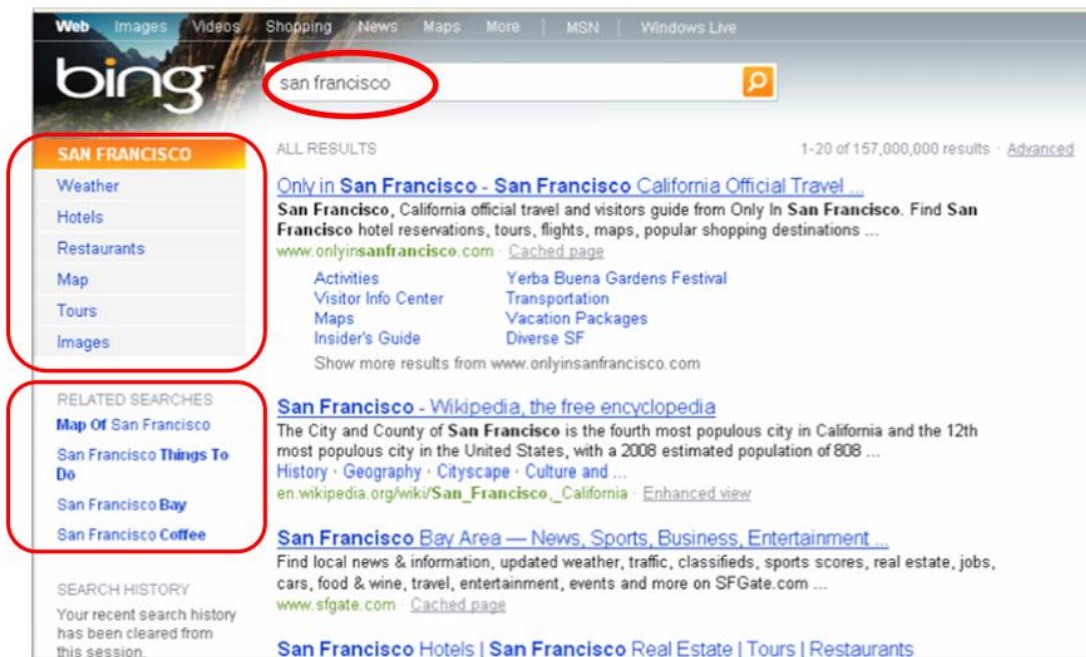 Web Images Videos Shopping News Maps More | MSN | Windows Live
bing
san francisco
SAN FRANCISCO
Weather
Hotels
Restaurants
Map
Tours
Images
RELATED SEARCHES
Map Of San Francisco
San Francisco Things To
Do
San Francisco Bay
San Francisco Coffee
SEARCH HISTORY
Your recent search history
has been cleared from
this session.
ALL RESULTS
1-20 of 157,000,000 results · Advanced
Only in San Francisco - San Francisco California Official Travel ...
San Francisco, California official travel and visitors guide from Only In San Francisco. Find San
Francisco hotel reservations, tours, flights, maps, popular shopping destinations ...
www.onlyinsanfrancisco.com · Cached page
Activities Yerba Buena Gardens Festival
Visitor Info Center Transportation
Maps Vacation Packages
Insider's Guide Diverse SF
Show more results from www.onlyinsanfrancisco.com
San Francisco - Wikipedia, the free encyclopedia
The City and County of San Francisco is the fourth most populous city in California and the 12th
most populous city in the United States, with a 2008 estimated population of 808 ...
History · Geography · Cityscape · Culture and ...
en.wikipedia.org/wiki/San_Francisco,_California · Enhanced view
San Francisco Bay Area — News, Sports, Business, Entertainment ...
Find local news & information, updated weather, traffic, classifieds, sports scores, real estate, jobs,
cars, food & wine, travel, entertainment, events and more on SFGate.com ...
www.sfgate.com · Cached page
San Francisco Hotels | San Francisco Real Estate | Tours | Restaurants